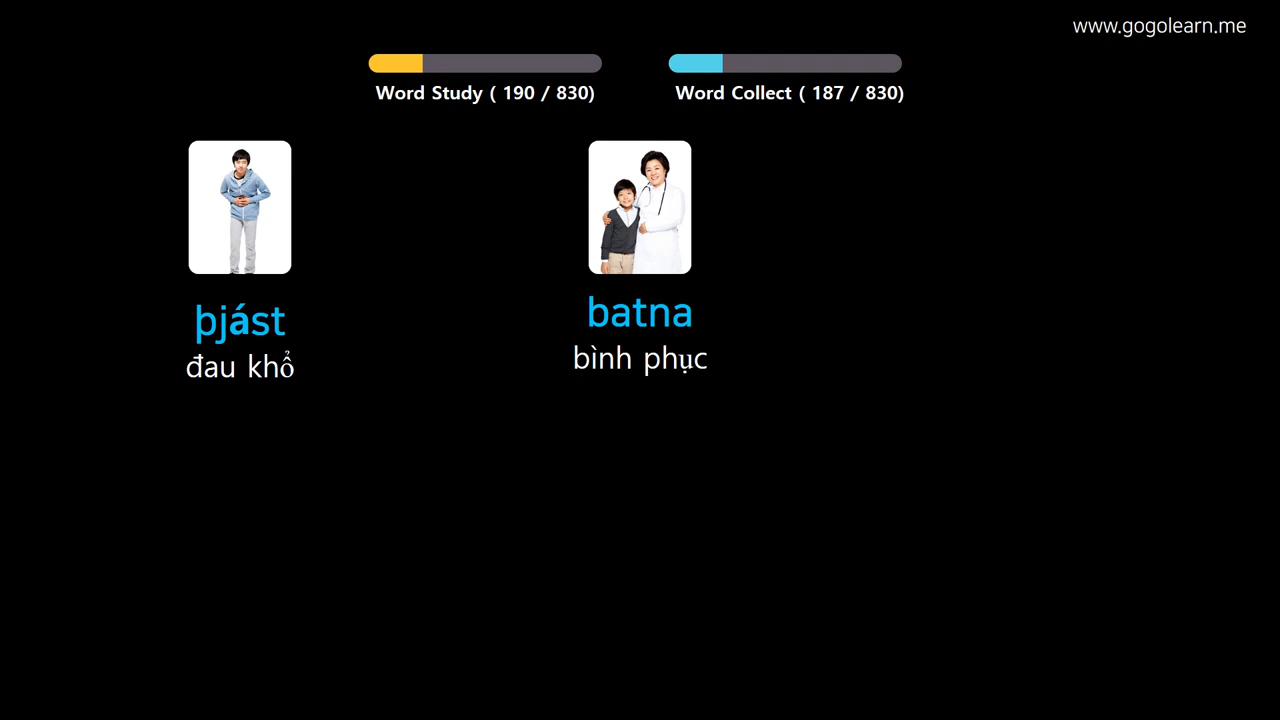 www.gogolearn.me
Word Study ( 190 / 830)
Word Collect ( 187 / 830)
þjást
đau khổ
batna
bình phục